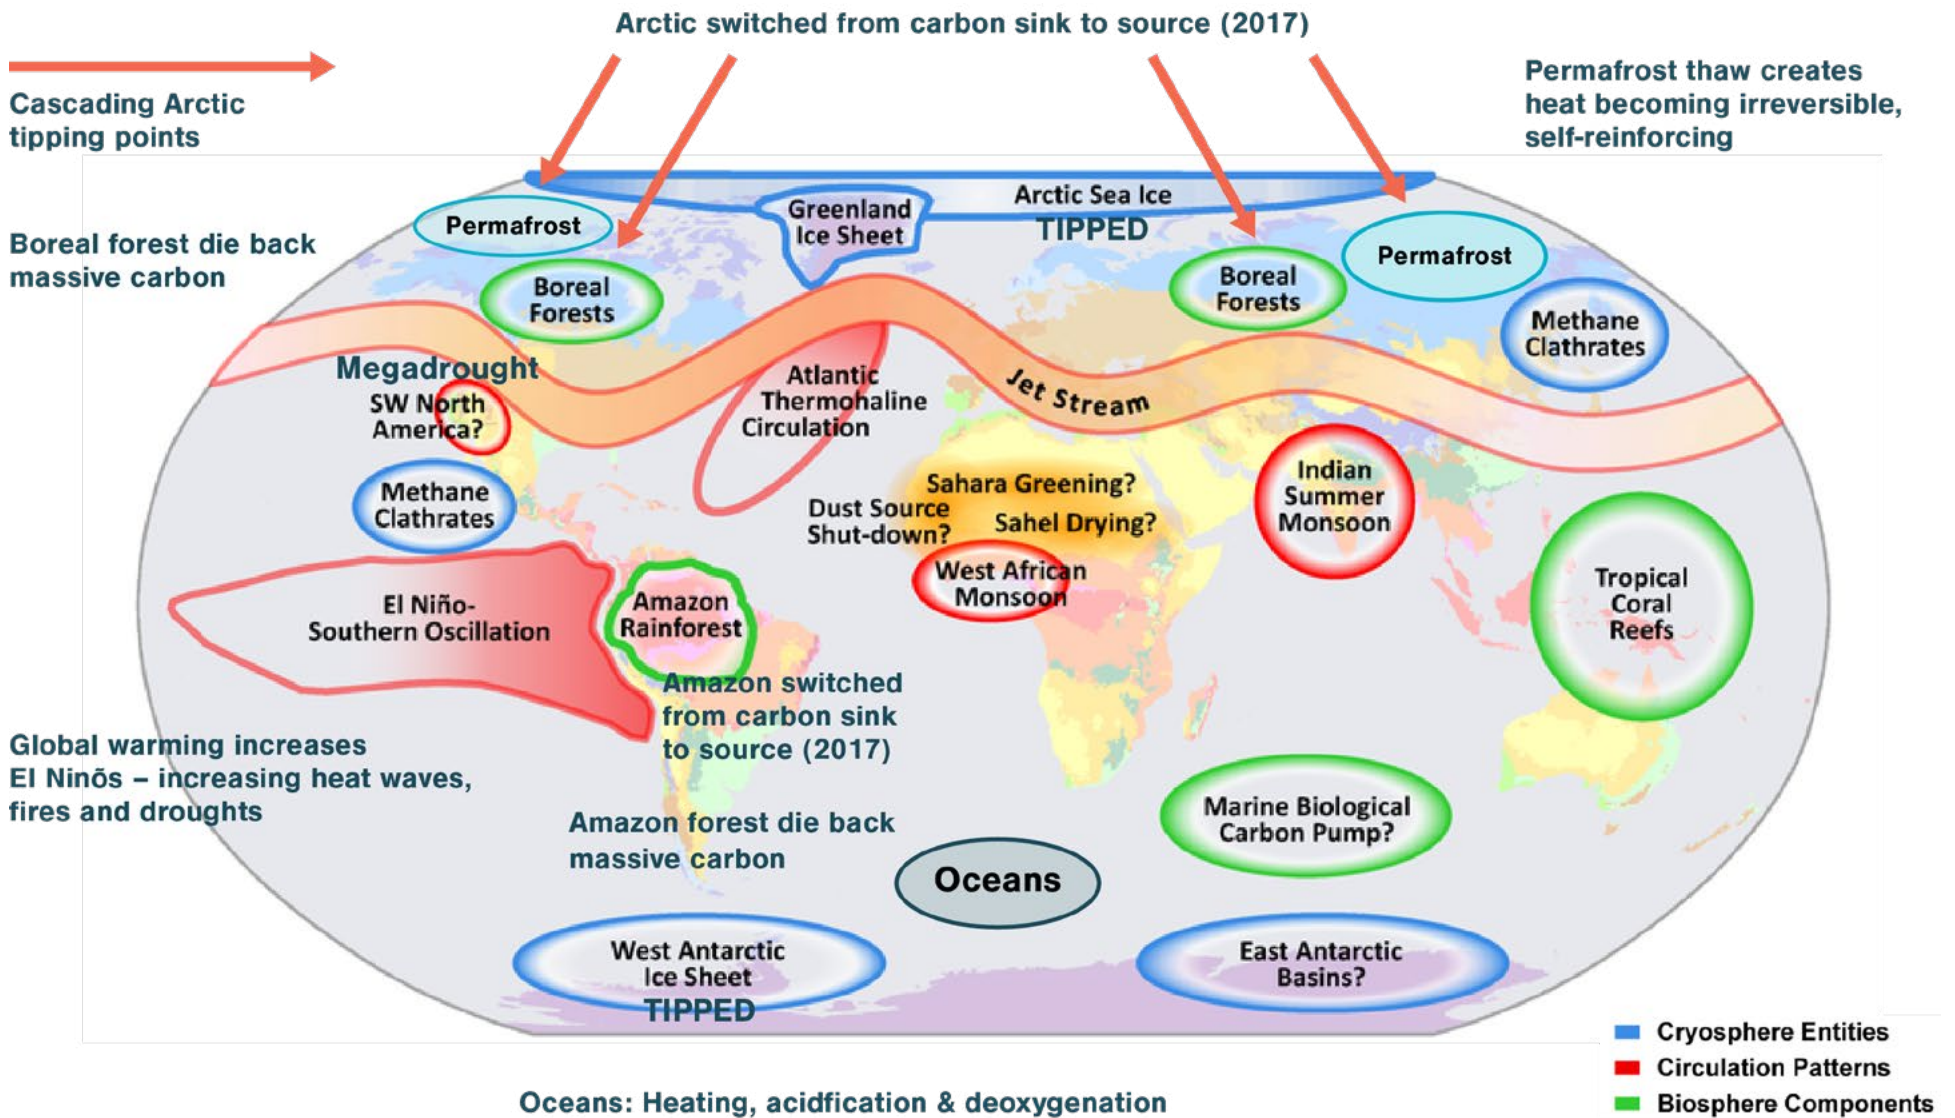 Arctic switched from carbon sink to source (2017)
Cascading Arctic
tipping points
Permafrost thaw creates
heat becoming irreversible,
self-reinforcing
Boreal forest die back
massive carbon
Permafrost
Greenland
Ice Sheet
Arctic Sea Ice
TIPPED
Permafrost
Boreal
Forests
Boreal
Forests
Methane
Clathrates
Megadrought
SW North
America?
Atlantic
Thermohaline
Circulation
Jet Stream
Methane
Clathrates
Sahara Greening?
Dust Source
Shut-down?
Sahel Drying?
Indian
Summer
Monsoon
West African
Monsoon
Tropical
Coral
Reefs
El Niño-
Southern Oscillation
Amazon
Rainforest
Amazon switched
from carbon sink
to source (2017)
Global warming increases
El Ninõs – increasing heat waves,
fires and droughts
Amazon forest die back
massive carbon
Marine Biological
Carbon Pump?
Oceans
West Antarctic
Ice Sheet
TIPPED
East Antarctic
Basins?
Cryosphere Entities
Circulation Patterns
Biosphere Components
Oceans: Heating, acidfication & deoxygenation